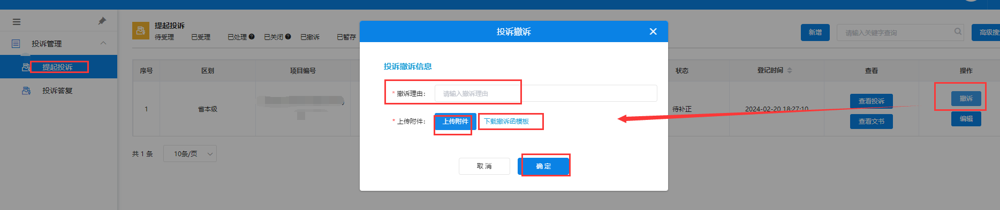 投诉管理
提起投诉
投诉答复
提起投诉
待受理 已受理 已处理 已关闭 已撤诉 已暂存
新增 请输入关键字查询
序号 区划 项目编号 状态 登记时间 查看 操作
1 省本级 待补正 2024-02-20 18:27:10 查看投诉 撤诉
查看文书 编辑
共 1 条 10条/页
投诉撤诉
投诉撤诉信息
* 撤诉理由: 请输入撤诉理由
* 上传附件: 上传附件 下载撤诉函模板
取消 确定